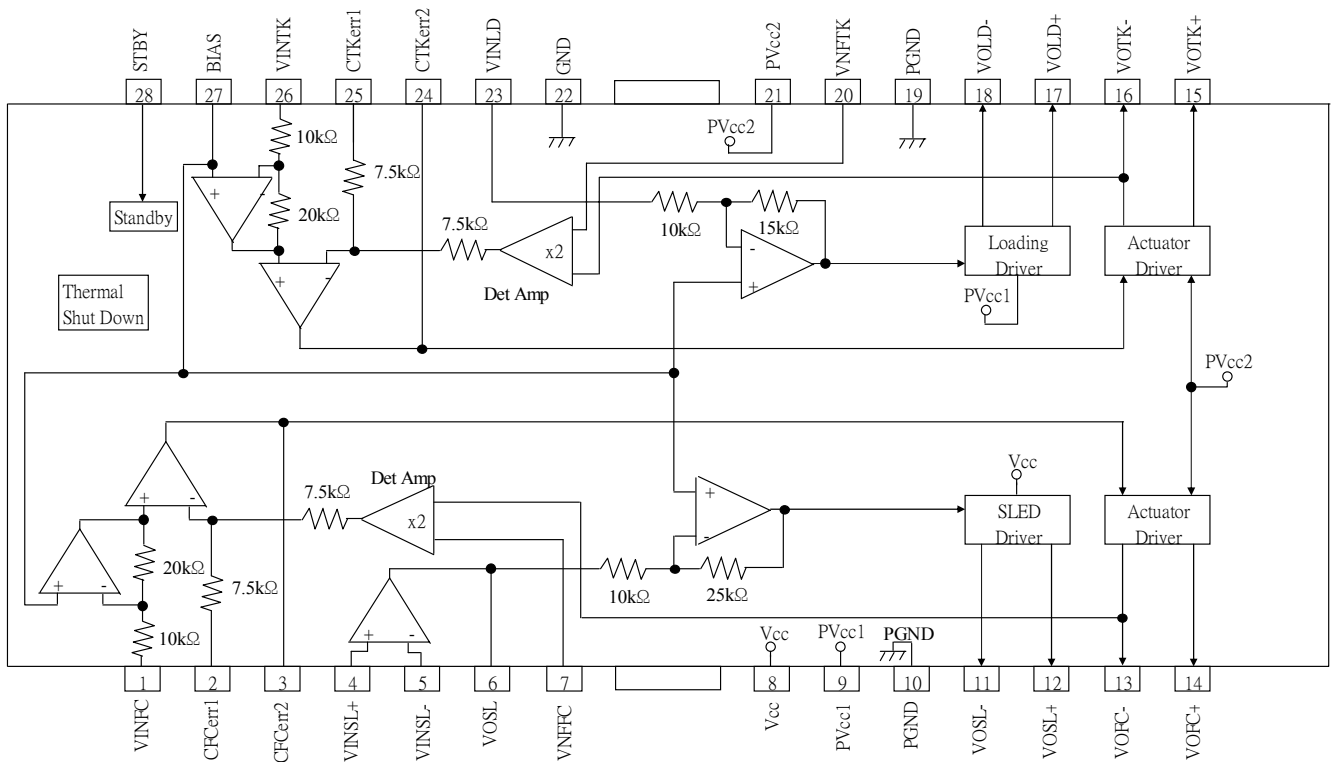 STBY
BIAS
VINTK
CTKerr1
CTKerr2
VINLD
GND
PVcc2
VNFTK
PGND
VOLD-
VOLD+
VOTK-
VOTK+
28
27
26
25
24
23
22
21
20
19
18
17
16
15
10kΩ
PVcc2
7.5kΩ
+
-
Standby
20kΩ
7.5kΩ
10kΩ
15kΩ
x2
-
+
Loading
Driver
Actuator
Driver
+
-
Det Amp
PVcc1
Thermal
Shut Down
PVcc2
Vcc
Det Amp
7.5kΩ
x2
+
-
+
-
SLED
Driver
Actuator
Driver
20kΩ
7.5kΩ
+
-
10kΩ
25kΩ
10kΩ
+
-
Vcc
PVcc1
PGND
1
2
3
4
5
6
7
8
9
10
11
12
13
14
VINFC
CFCerr1
CFCerr2
VINSL+
VINSL-
VOSL
VNFFC
Vcc
PVcc1
PGND
VOSL-
VOSL+
VOFC-
VOFC+